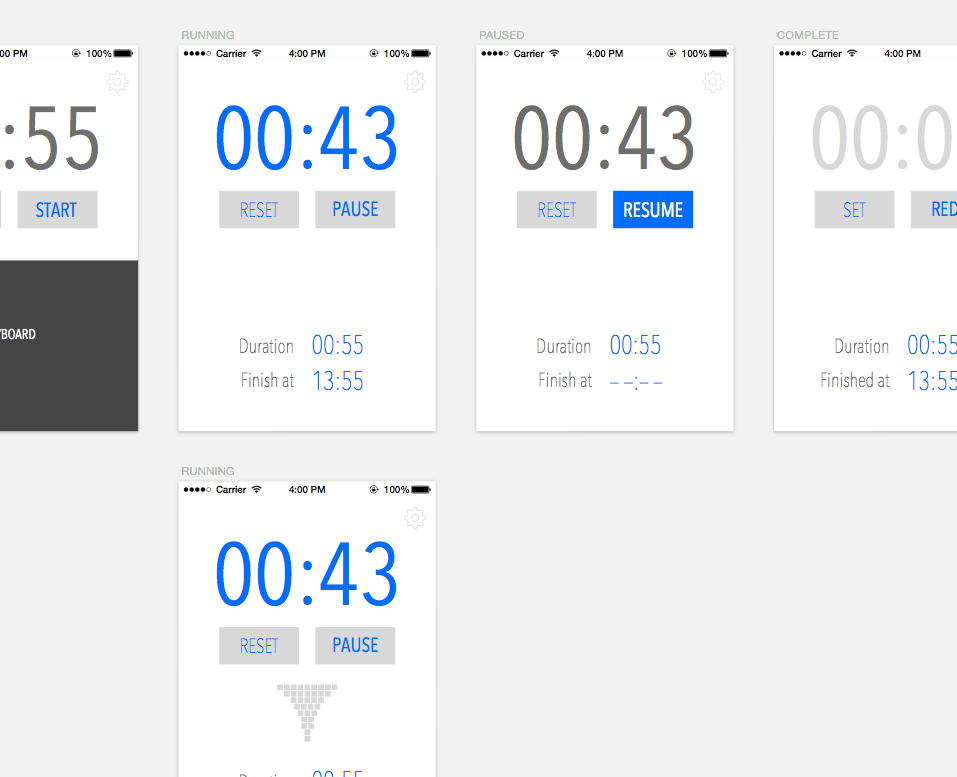 RUNNING
PAUSED
COMPLETE
00 PM 100%
Carrier 4:00 PM 100%
Carrier 4:00 PM 100%
Carrier 4:00 PM
:55
00:43
00:43
00:0
START
RESET PAUSE
RESET RESUME
SET RED
YBOARD
Duration 00:55
Finish at 13:55
Duration 00:55
Finish at – –:– –
Duration 00:55
Finished at 13:55
RUNNING
Carrier 4:00 PM 100%
00:43
RESET PAUSE
Duration 00:55